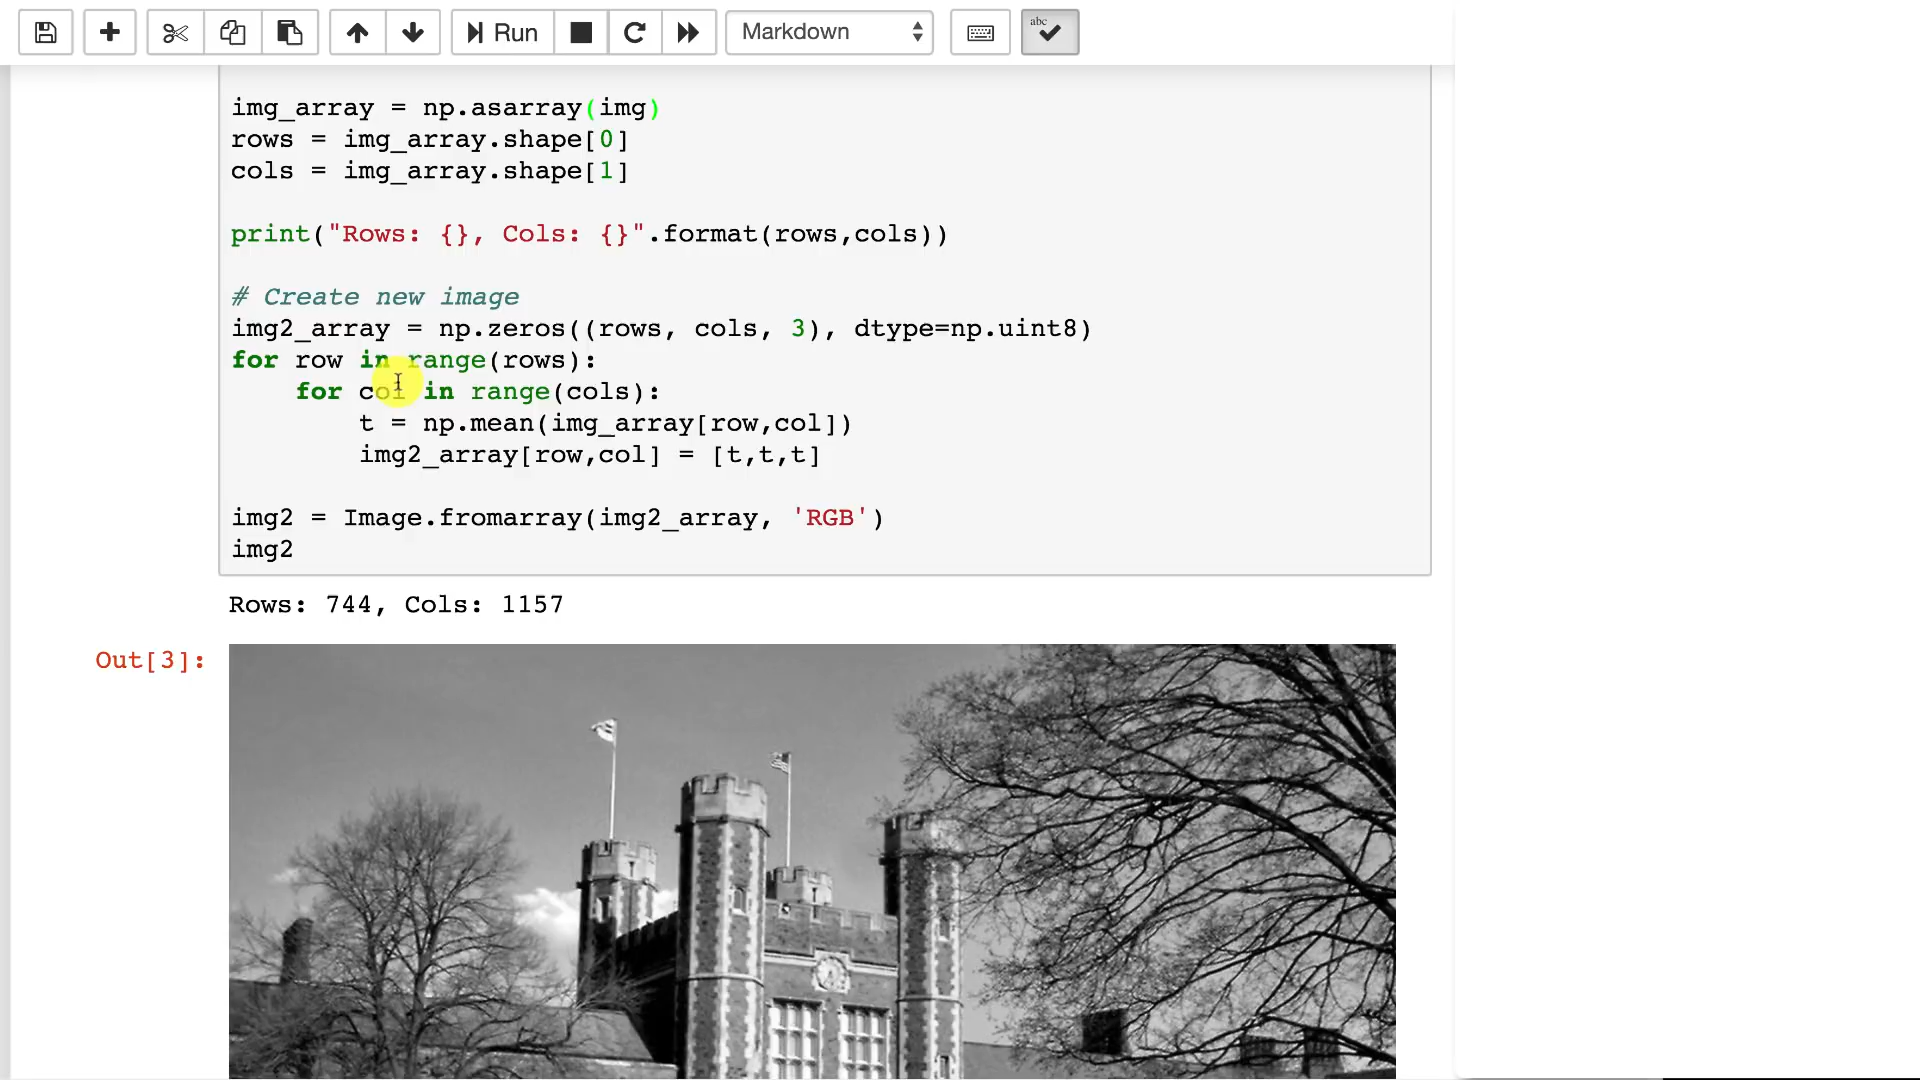 Run
Markdown
abc
img_array = np.asarray(img)
rows = img_array.shape[0]
cols = img_array.shape[1]
print("Rows: {}, Cols: {}".format(rows,cols))
# Create new image
img2_array = np.zeros((rows, cols, 3), dtype=np.uint8)
for row in range(rows):
for col in range(cols):
t = np.mean(img_array[row,col])
img2_array[row,col] = [t,t,t]
img2 = Image.fromarray(img2_array, 'RGB')
img2
Rows: 744, Cols: 1157
Out[3]: